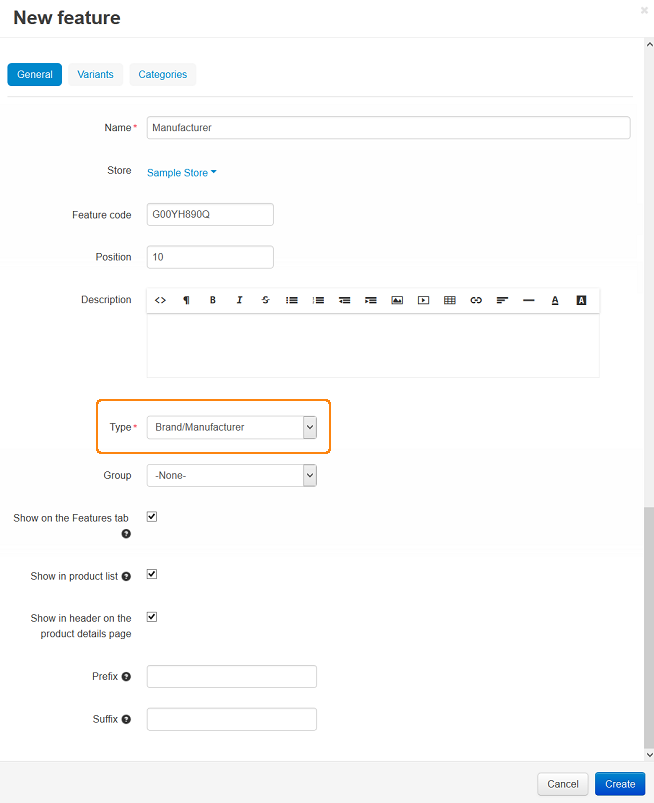 New feature
General Variants Categories
Name* Manufacturer
Store Sample Store
Feature code G00YH890Q
Position 10
Description
Type* Brand/Manufacturer
Group -None-
Show on the Features tab
Show in product list
Show in header on the
product details page
Prefix
Suffix
Cancel Create